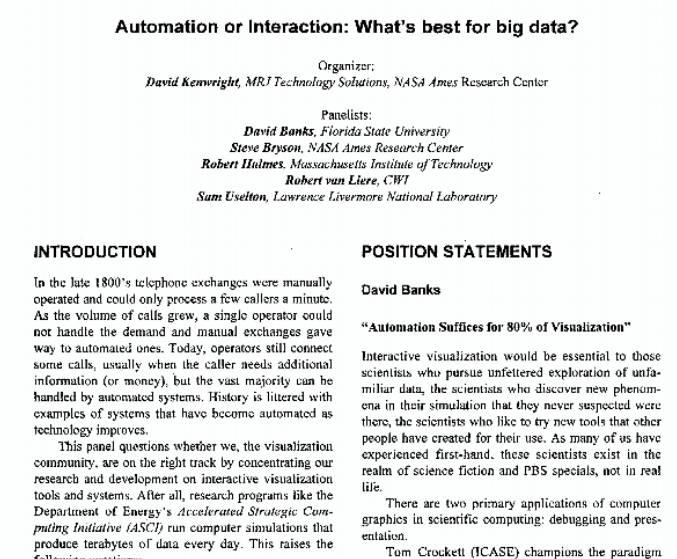 Automation or Interaction: What's best for big data?
Organizer:
David Kenwright, MRJ Technology Solutions, NASA Ames Research Center
Panelists:
David Banks, Florida State University
Steve Bryson, NASA Ames Research Center
Robert Haimes, Massachusetts Institute of Technology
Robert van Liere, CWI
Sam Uselton, Lawrence Livermore National Laboratory
INTRODUCTION
In the late 1800's telephone exchanges were manually
operated and could only process a few callers a minute.
As the volume of calls grew, a single operator could
not handle the demand and manual exchanges gave
way to automated ones. Today, operators still connect
some calls, usually when the caller needs additional
information (or money), but the vast majority can be
handled by automated systems. History is littered with
examples of systems that have become automated as
technology improves.
This panel questions whether we, the visualization
community, are on the right track by concentrating our
research and development on interactive visualization
tools and systems. After all, research programs like the
Department of Energy's Accelerated Strategic Com-
puting Initiative (ASCI) run computer simulations that
produce terabytes of data every day. This raises the
POSITION STATEMENTS
David Banks
"Automation Suffices for 80% of Visualization"
Interactive visualization would be essential to those
scientists who pursue unfettered exploration of unfa-
miliar data, the scientists who discover new phenom-
ena in their simulation that they never suspected were
there, the scientists who like to try new tools that other
people have created for their use. As many of us have
experienced first-hand, these scientists exist in the
realm of science fiction and PBS specials, not in real
life.
There are two primary applications of computer
graphics in scientific computing: debugging and pres-
entation.
Tom Crockett (ICASE) champions the paradigm